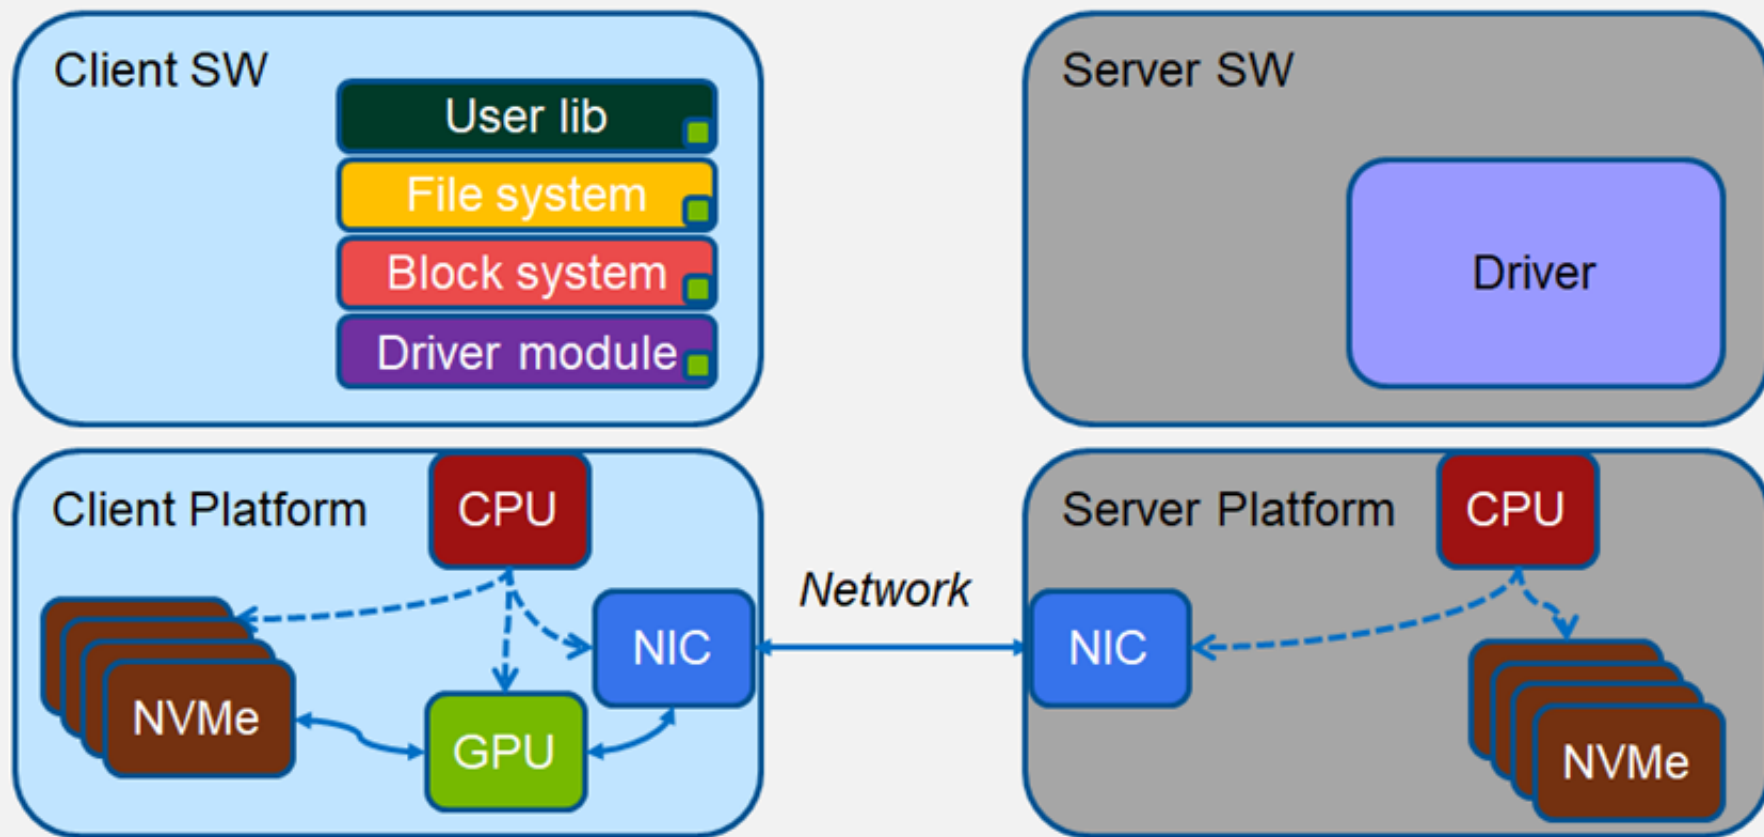 Client SW
User lib
File system
Block system
Driver module
Server SW
Driver
Client Platform
CPU
NIC
NVMe
GPU
Network
Server Platform
CPU
NIC
NVMe